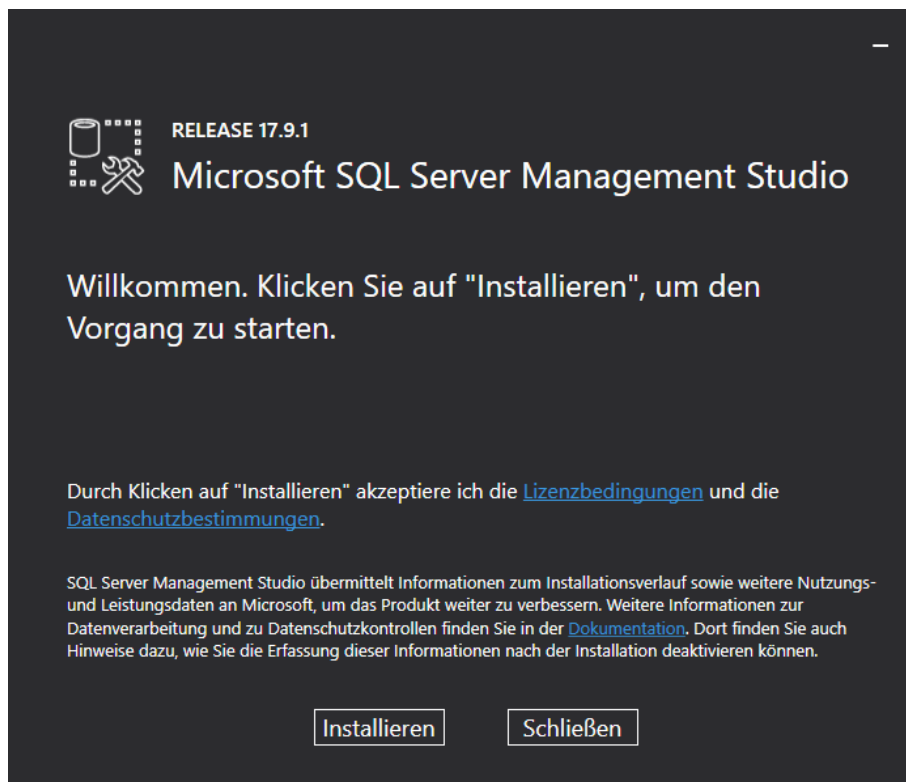 RELEASE 17.9.1
Microsoft SQL Server Management Studio
Willkommen. Klicken Sie auf "Installieren", um den
Vorgang zu starten.
Durch Klicken auf "Installieren" akzeptiere ich die Lizenzbedingungen und die
Datenschutzbestimmungen.
SQL Server Management Studio übermittelt Informationen zum Installationsverlauf sowie weitere Nutzungs-
und Leistungsdaten an Microsoft, um das Produkt weiter zu verbessern. Weitere Informationen zur
Datenverarbeitung und zu Datenschutzkontrollen finden Sie in der Dokumentation. Dort finden Sie auch
Hinweise dazu, wie Sie die Erfassung dieser Informationen nach der Installation deaktivieren können.
Installieren Schließen